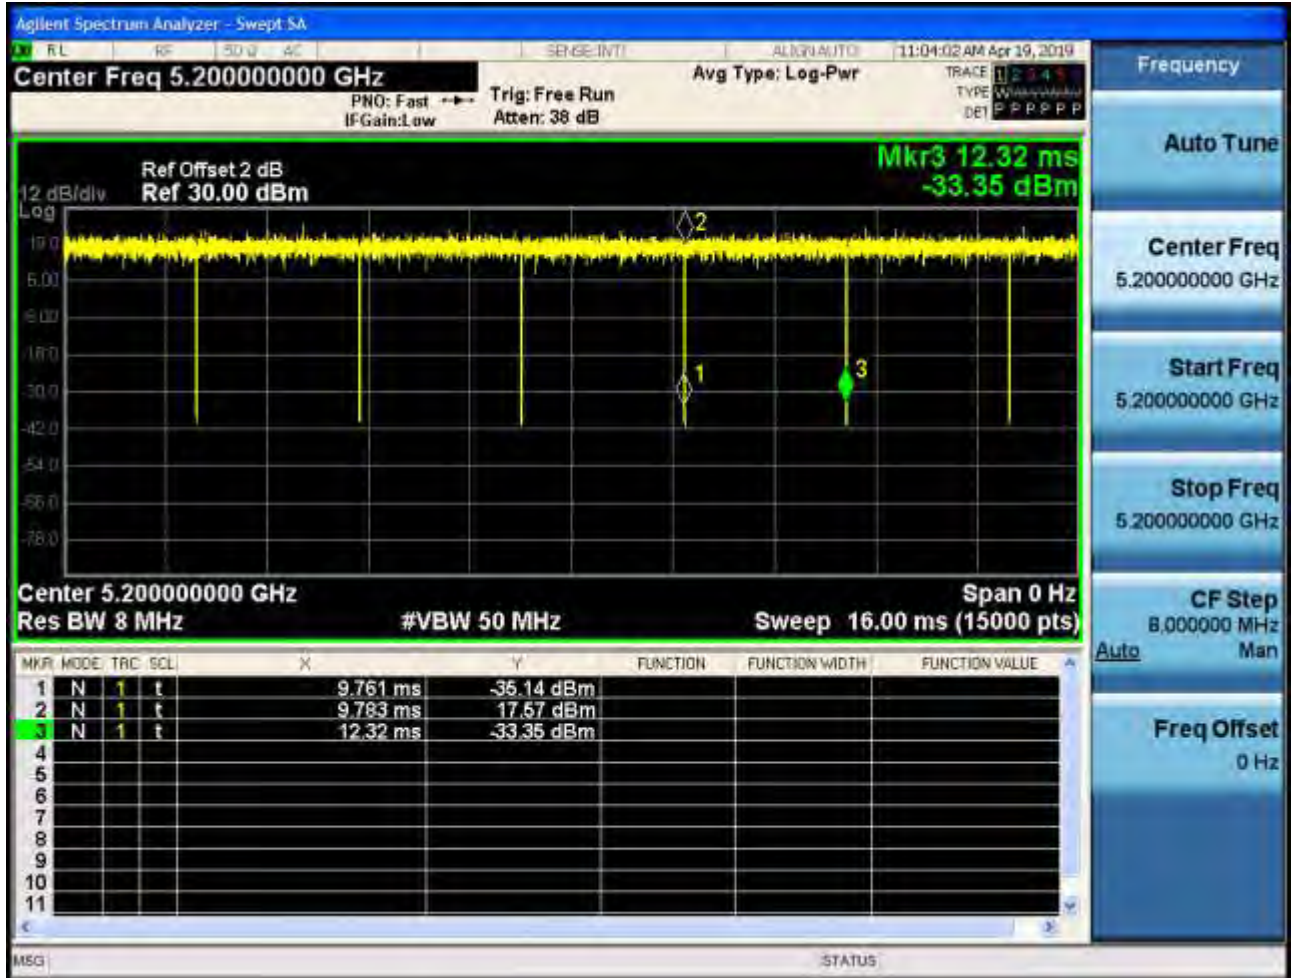 Agilent Spectrum Analyzer - Swept SA
RL RF 50 Ω AC SENSE:INT ALIGN AUTO 11:04:02 AM Apr 19, 2019
Center Freq 5.200000000 GHz
PNO: Fast
IFGain:Low
Trig: Free Run
Atten: 38 dB
Avg Type: Log-Pwr
TRACE 1 2 3 4 5
TYPE
DET P P P P P P
Mkr3 12.32 ms
-33.35 dBm
Ref Offset 2 dB
12 dB/div Ref 30.00 dBm
Log
2
19.0
6.00
-6.00
-18.0
1
3
-30.0
-42.0
-54.0
-66.0
-78.0
Center 5.200000000 GHz Span 0 Hz
Res BW 8 MHz #VBW 50 MHz Sweep 16.00 ms (15000 pts)
MKR MODE TRC SCL X Y FUNCTION FUNCTION WIDTH FUNCTION VALUE
1 N 1 t 9.761 ms -35.14 dBm
2 N 1 t 9.783 ms 17.57 dBm
3 N 1 t 12.32 ms -33.35 dBm
4
5
6
7
8
9
10
11
MSG STATUS
Frequency
Auto Tune
Center Freq
5.200000000 GHz
Start Freq
5.200000000 GHz
Stop Freq
5.200000000 GHz
CF Step
8.000000 MHz
Auto Man
Freq Offset
0 Hz